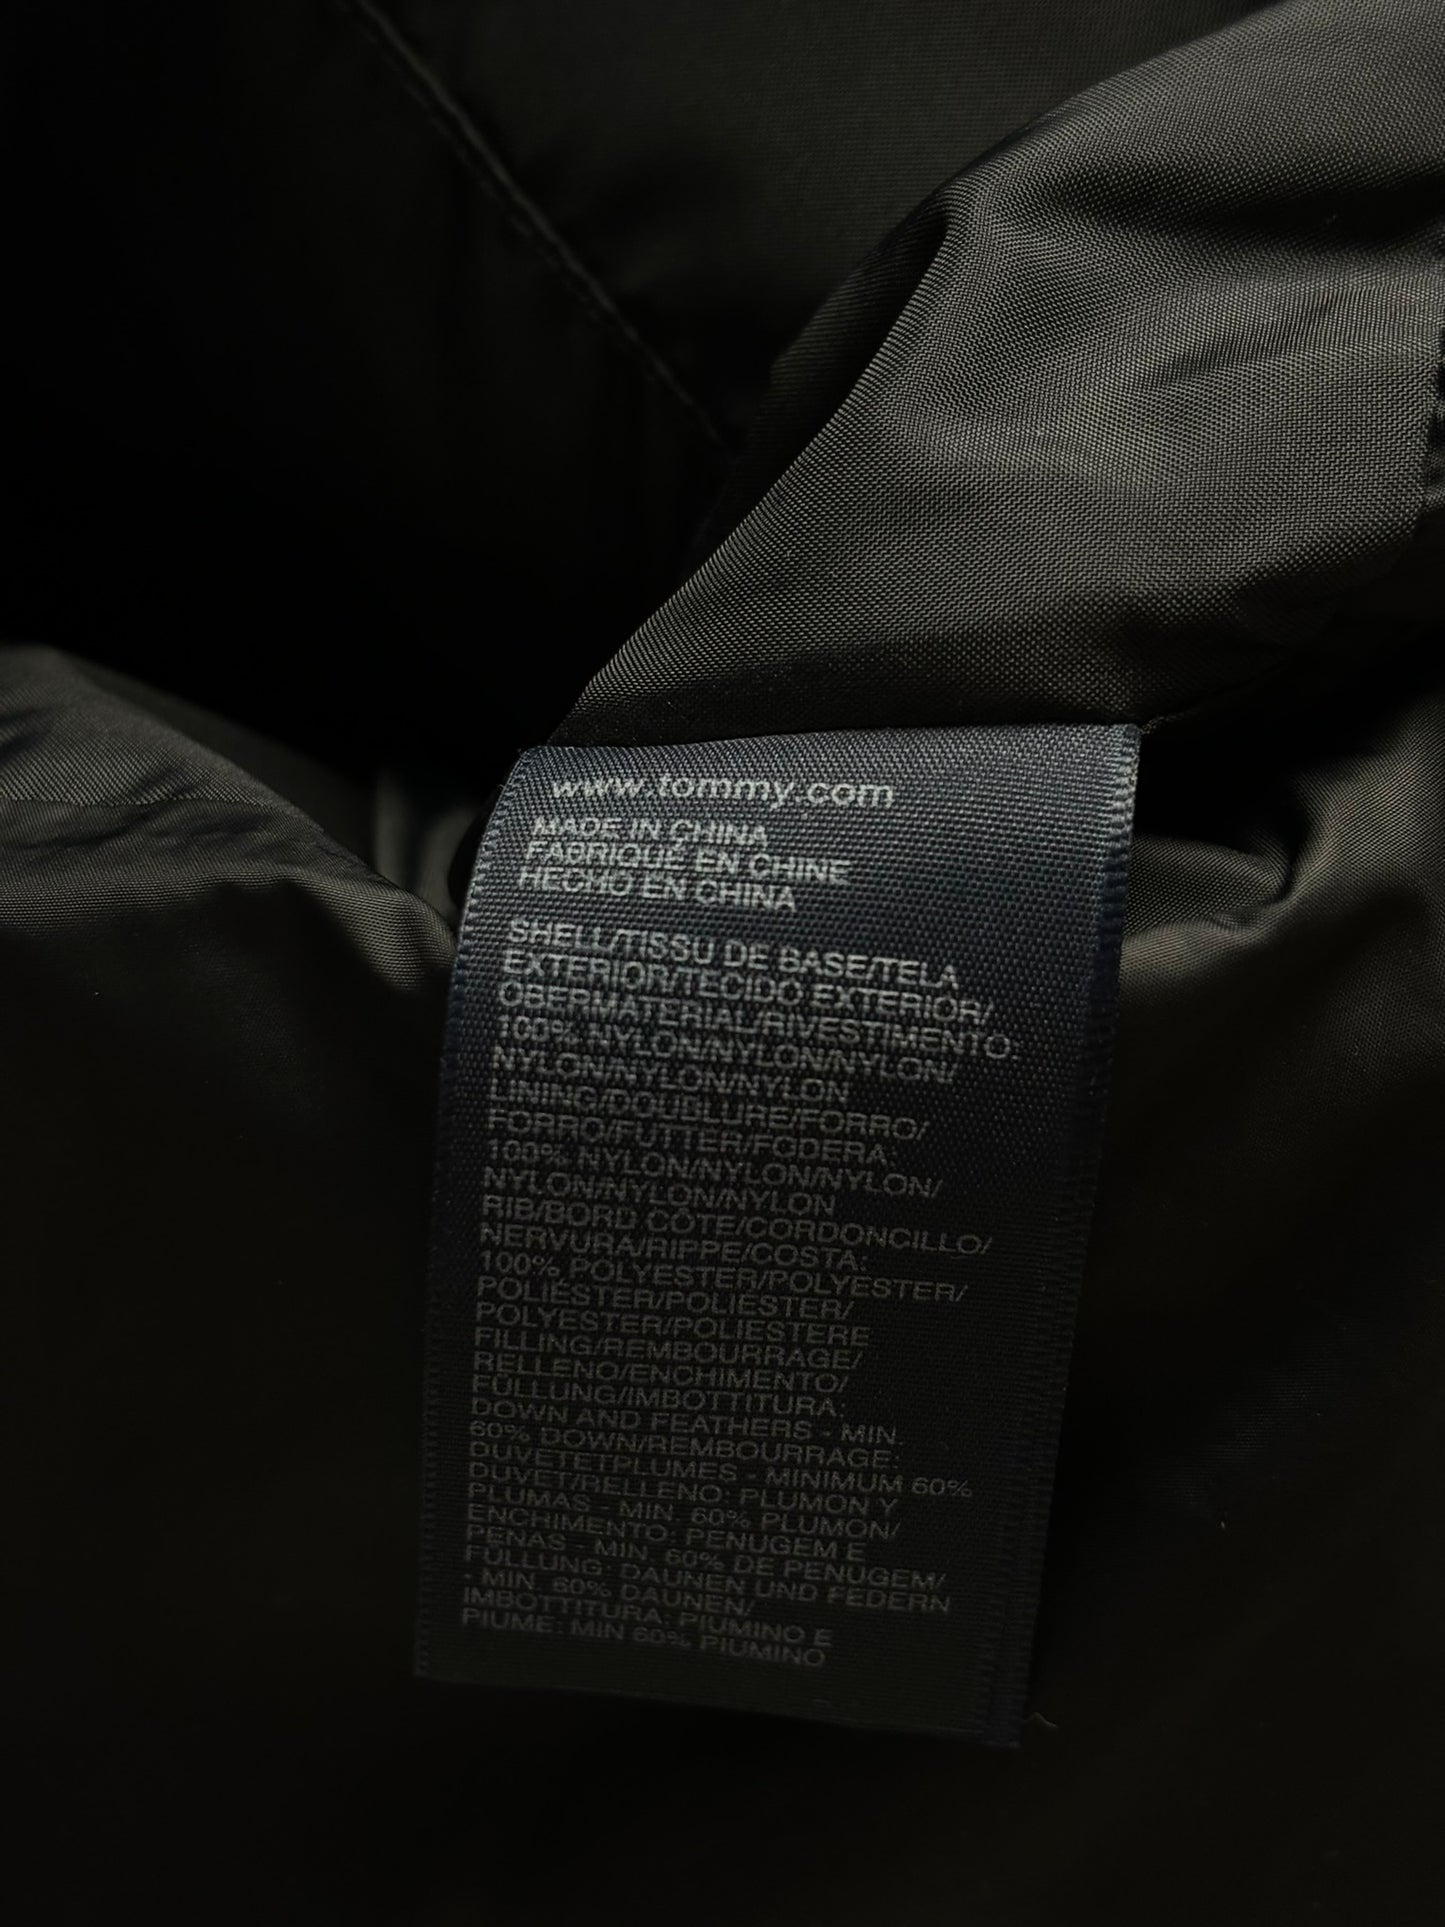 www.tommy.com
MADE IN CHINA
FABRIQUÉ EN CHINE
HECHO EN CHINA
SHELL/TISSU DE BASE/TELA
EXTERIOR/TECIDO EXTERIOR/
OBERMATERIAL/RIVESTIMENTO:
100% NYLON/NYLON/NYLON/
NYLON/NYLON/NYLON
LINING/DOUBLURE/FORRO/
FORRO/FUTTER/FODERA
100% NYLON/NYLON/NYLON/
NYLON/NYLON/NYLON
RIB/BORD CÔTE/CORDONCILLO/
NERVURA/RIPPE/COSTA:
100% POLYESTER/POLYESTER/
POLIÉSTER/POLIESTER/
POLYESTER/POLIESTERE
FILLING/REMBOURRAGE/
RELLENO/ENCHIMENTO/
FÜLLUNG/IMBOTTITURA:
DOWN AND FEATHERS - MIN.
60% DOWN/REMBOURRAGE:
DUVETETPLUMES - MINIMUM 60%
DUVET/RELLENO: PLUMON Y
PLUMAS - MIN. 60% PLUMON/
ENCHIMENTO: PENUGEM E
PENAS - MIN. 60% DE PENUGEM/
FÜLLUNG: DAUNEN UND FEDERN
- MIN. 60% DAUNEN/
IMBOTTITURA: PIUMINO E
PIUME: MIN 60% PIUMINO